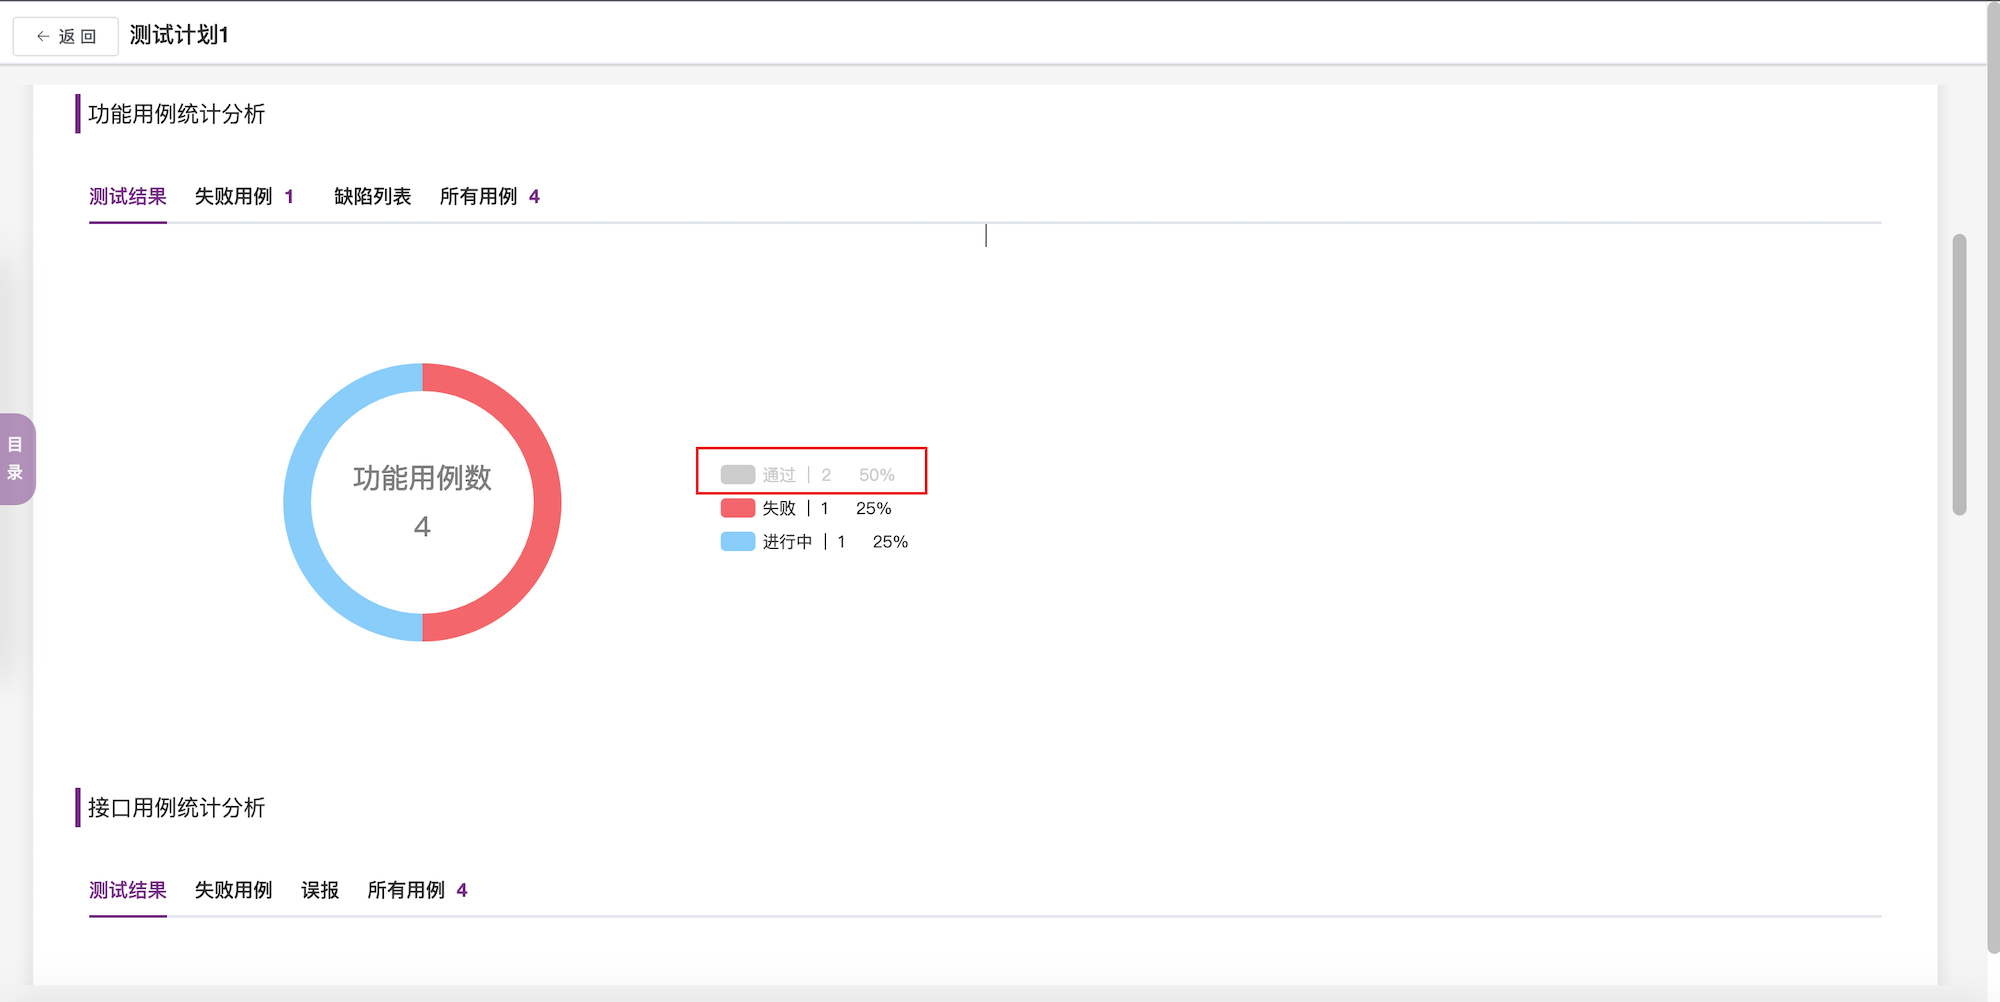 ← 返回 测试计划1
功能用例统计分析
测试结果 失败用例 1 缺陷列表 所有用例 4
目录
功能用例数
4
通过 | 2 50%
失败 | 1 25%
进行中 | 1 25%
接口用例统计分析
测试结果 失败用例 误报 所有用例 4